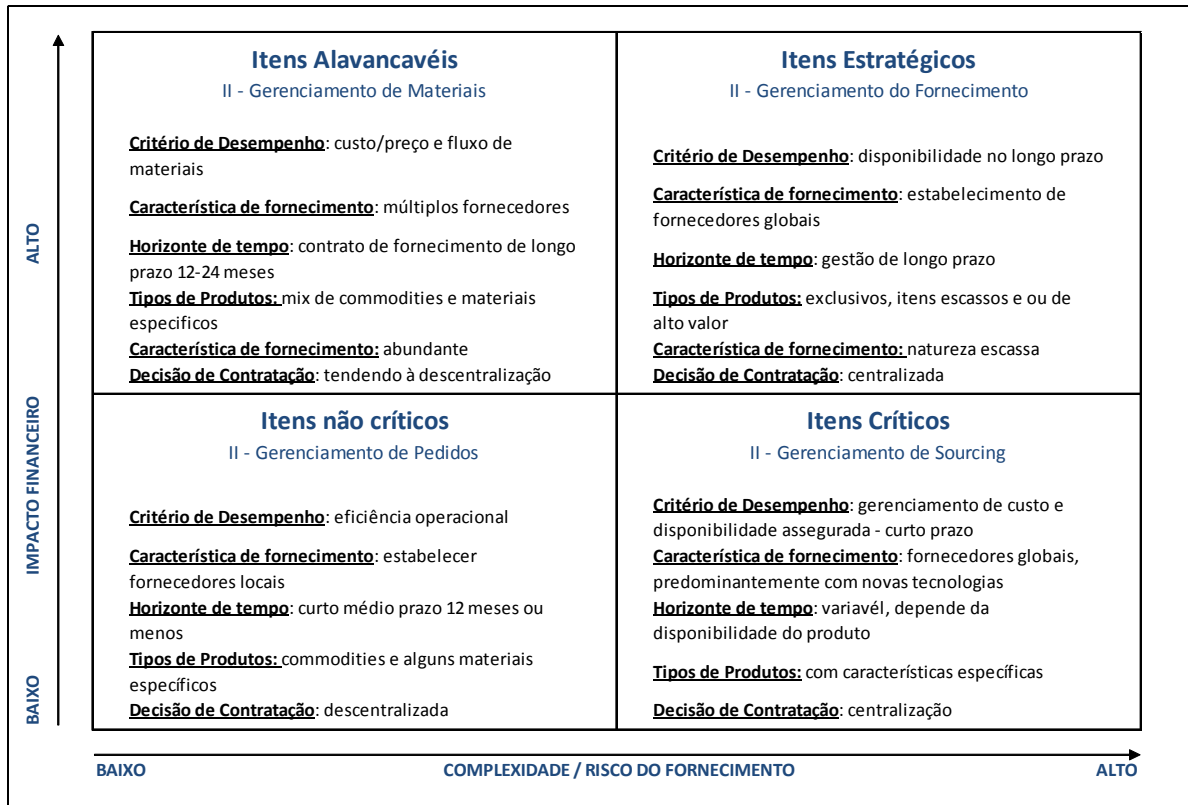 Itens Alavancavéis
II - Gerenciamento de Materiais
Critério de Desempenho: custo/preço e fluxo de
materiais
Característica de fornecimento: múltiplos fornecedores
Horizonte de tempo: contrato de fornecimento de longo
prazo 12-24 meses
Tipos de Produtos: mix de commodities e materiais
especificos
Característica de fornecimento: abundante
Decisão de Contratação: tendendo à descentralização
Itens Estratégicos
II - Gerenciamento do Fornecimento
Critério de Desempenho: disponibilidade no longo prazo
Característica de fornecimento: estabelecimento de
fornecedores globais
Horizonte de tempo: gestão de longo prazo
Tipos de Produtos: exclusivos, itens escassos e ou de
alto valor
Característica de fornecimento: natureza escassa
Decisão de Contratação: centralizada
Itens não críticos
II - Gerenciamento de Pedidos
Critério de Desempenho: eficiência operacional
Característica de fornecimento: estabelecer
fornecedores locais
Horizonte de tempo: curto médio prazo 12 meses ou
menos
Tipos de Produtos: commodities e alguns materiais
específicos
Decisão de Contratação: descentralizada
Itens Críticos
II - Gerenciamento de Sourcing
Critério de Desempenho: gerenciamento de custo e
disponibilidade assegurada - curto prazo
Característica de fornecimento: fornecedores globais,
predominantemente com novas tecnologias
Horizonte de tempo: variavél, depende da
disponibilidade do produto
Tipos de Produtos: com características específicas
Decisão de Contratação: centralização
ALTO
IMPACTO FINANCEIRO
BAIXO
BAIXO
COMPLEXIDADE / RISCO DO FORNECIMENTO
ALTO